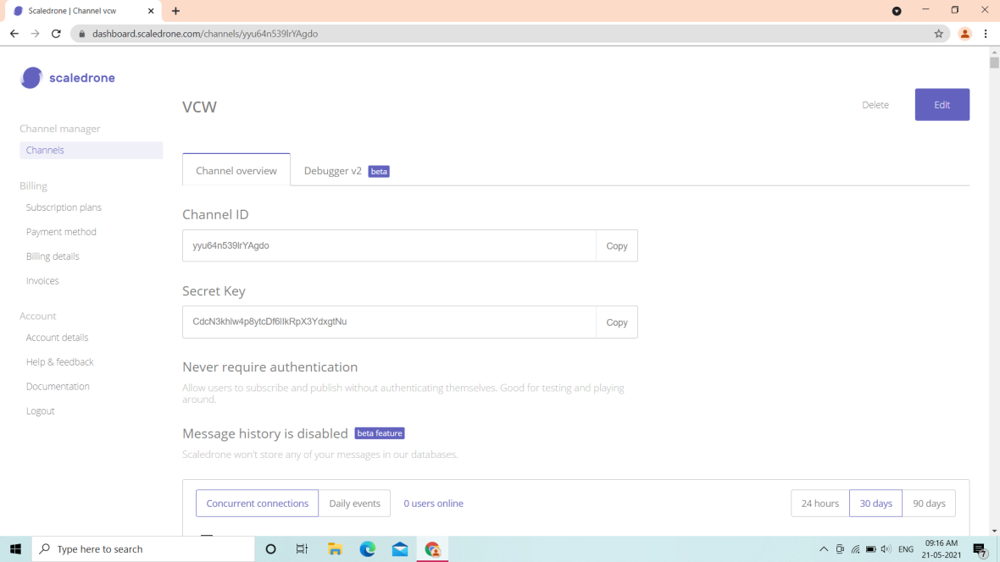 Scaledrone | Channel vcw
dashboard.scaledrone.com/channels/yyu64n539lrYAgdo
scaledrone
vcw
Delete
Edit
Channel manager
Channels
Billing
Subscription plans
Payment method
Billing details
Invoices
Account
Account details
Help & feedback
Documentation
Logout
Channel overview
Debugger v2 beta
Channel ID
yyu64n539lrYAgdo
Copy
Secret Key
CdcN3khlw4p8ytcDf6lIkRpX3YdxgtNu
Copy
Never require authentication
Allow users to subscribe and publish without authenticating themselves. Good for testing and playing
around.
Message history is disabled beta feature
Scaledrone won't store any of your messages in our databases.
Concurrent connections
Daily events
0 users online
24 hours
30 days
90 days
Type here to search
ENG
09:16 AM
21-05-2021
7